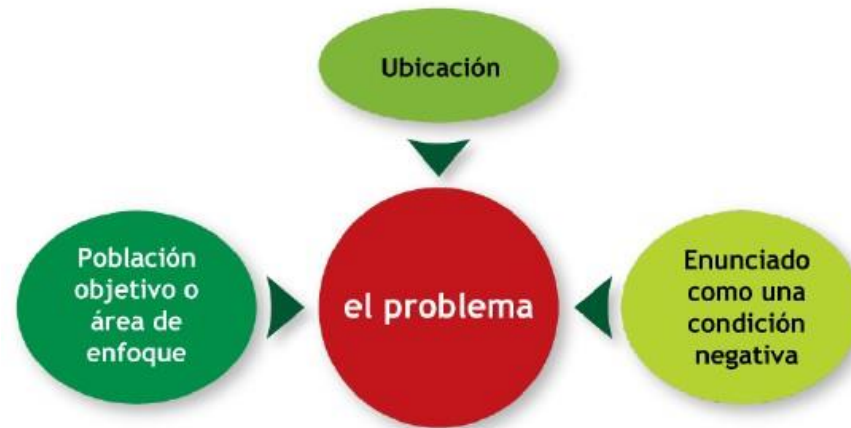 Ubicación
Población
objetivo o
área de
enfoque
el problema
Enunciado
como una
condición
negativa